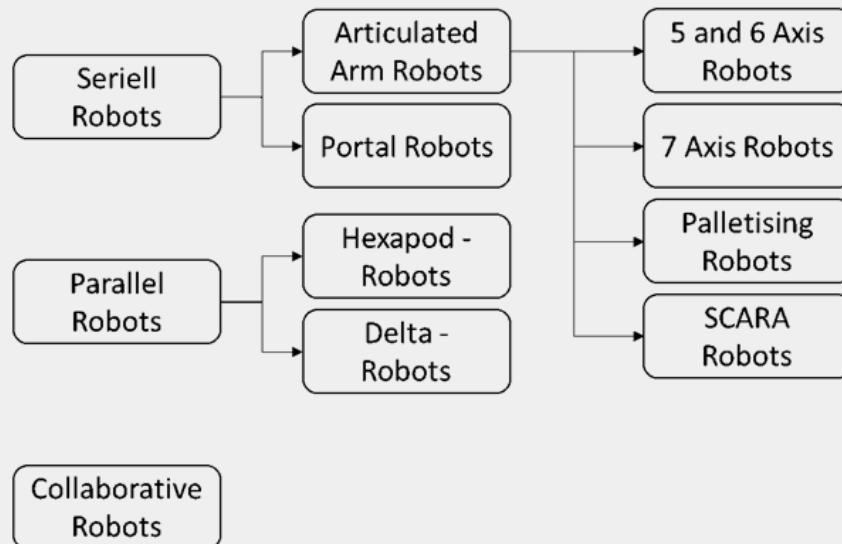 Seriell
Robots
Articulated
Arm Robots
Portal Robots
5 and 6 Axis
Robots
7 Axis Robots
Palletising
Robots
SCARA
Robots
Parallel
Robots
Hexapod -
Robots
Delta -
Robots
Collaborative
Robots